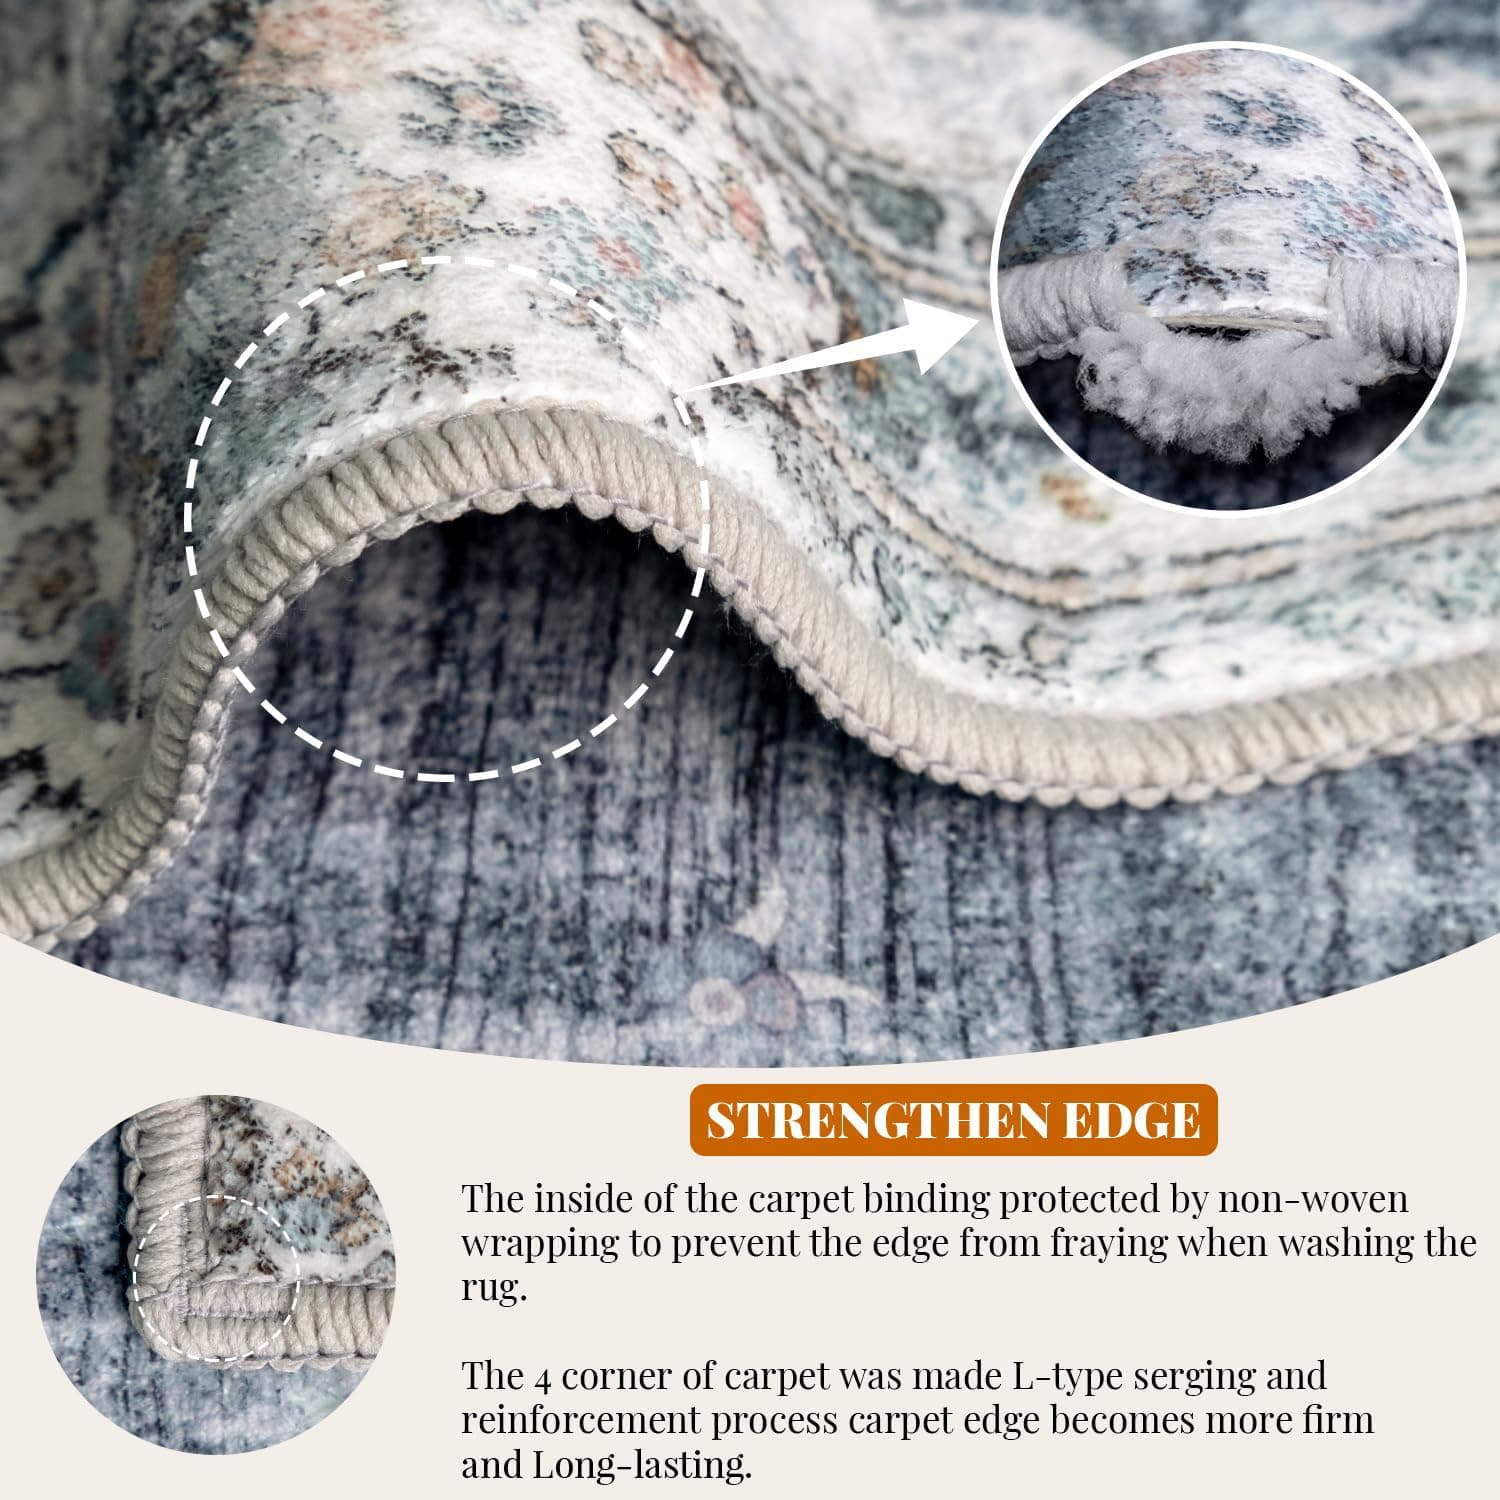 STRENGTHEN EDGE
The inside of the carpet binding protected by non-woven
wrapping to prevent the edge from fraying when washing the
rug.
The 4 corner of carpet was made L-type serging and
reinforcement process carpet edge becomes more firm
and Long-lasting.